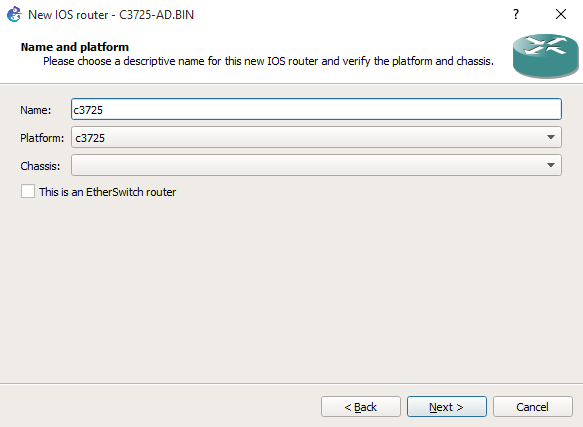 New IOS router - C3725-AD.BIN
?
Name and platform
Please choose a descriptive name for this new IOS router and verify the platform and chassis.
Name: c3725
Platform: c3725
Chassis:
This is an EtherSwitch router
< Back Next > Cancel